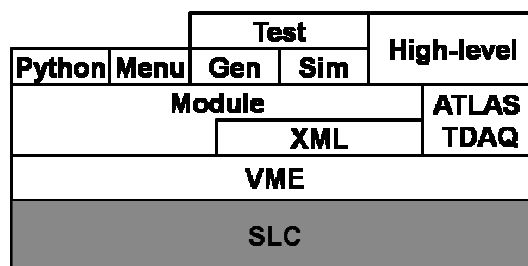 Test
High-level
Python Menu Gen Sim
Module
ATLAS
TDAQ
XML
VME
SLC